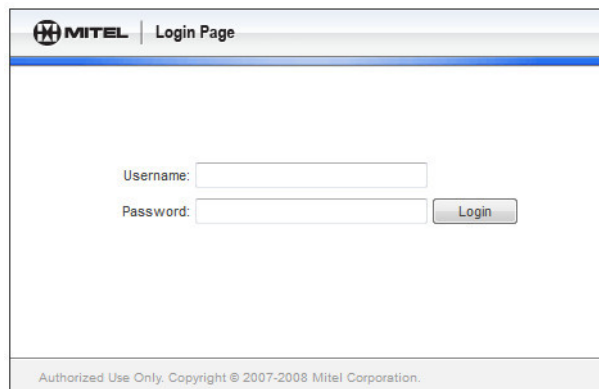 MITEL | Login Page
Username:
Password:
Login
Authorized Use Only. Copyright © 2007-2008 Mitel Corporation.